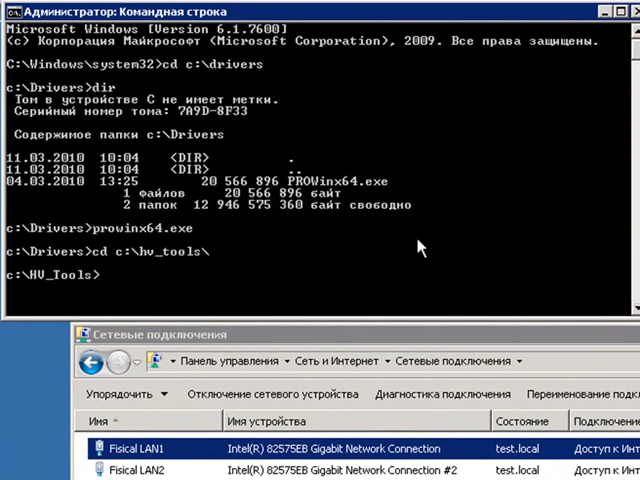 Администратор: Командная строка
Microsoft Windows [Version 6.1.7600]
(c) Корпорация Майкрософт (Microsoft Corporation), 2009. Все права защищены.
C:\Windows\system32>cd c:\drivers
c:\Drivers>dir
Том в устройстве C не имеет метки.
Серийный номер тома: 7A9D-8F33
Содержимое папки c:\Drivers
11.03.2010 10:04 <DIR> .
11.03.2010 10:04 <DIR> ..
04.03.2010 13:25 20 566 896 PROWinx64.exe
1 файлов 20 566 896 байт
2 папок 12 946 575 360 байт свободно
c:\Drivers>prowinx64.exe
c:\Drivers>cd c:\hv_tools\
c:\HV_Tools>
Сетевые подключения
Панель управления Сеть и Интернет Сетевые подключения
Упорядочить Отключение сетевого устройства Диагностика подключения Переименование подкл
Имя Имя устройства Состояние Подключение
Fisical LAN1 Intel(R) 82575EB Gigabit Network Connection test.local Доступ к Инт
Fisical LAN2 Intel(R) 82575EB Gigabit Network Connection #2 test.local Доступ к Инт